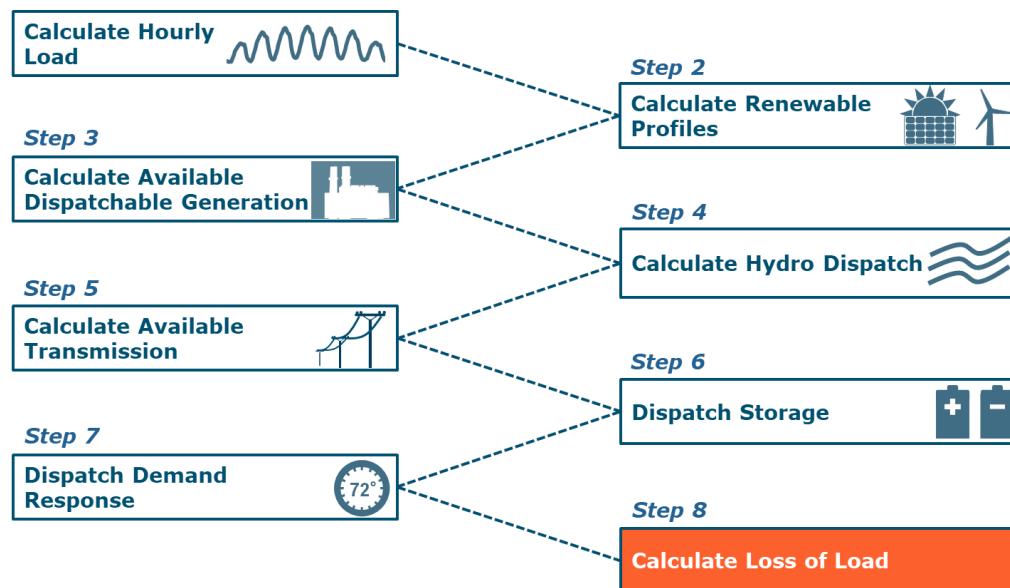 Calculate Hourly
Load
Step 2
Calculate Renewable
Profiles
Step 3
Calculate Available
Dispatchable Generation
Step 4
Calculate Hydro Dispatch
Step 5
Calculate Available
Transmission
Step 6
Dispatch Storage
+ −
Step 7
Dispatch Demand
Response
72°
Step 8
Calculate Loss of Load